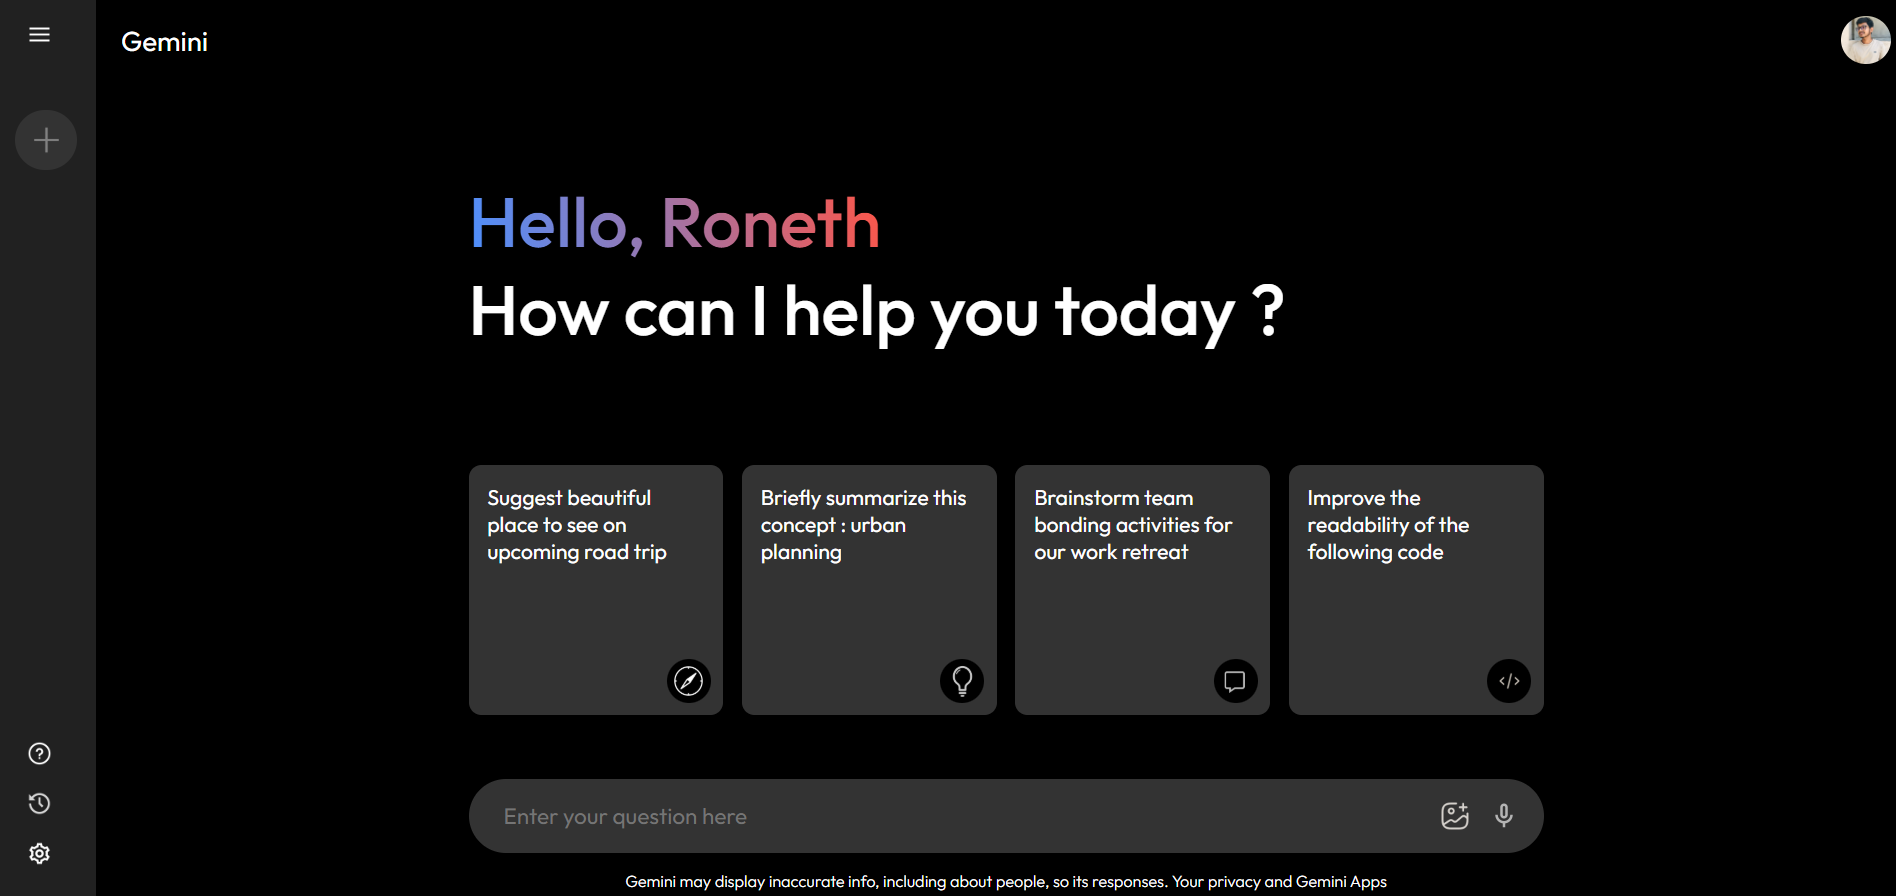 Gemini
Hello, Roneth
How can I help you today ?
Suggest beautiful
place to see on
upcoming road trip
Briefly summarize this
concept : urban
planning
Brainstorm team
bonding activities for
our work retreat
Improve the
readability of the
following code
Enter your question here
Gemini may display inaccurate info, including about people, so its responses. Your privacy and Gemini Apps